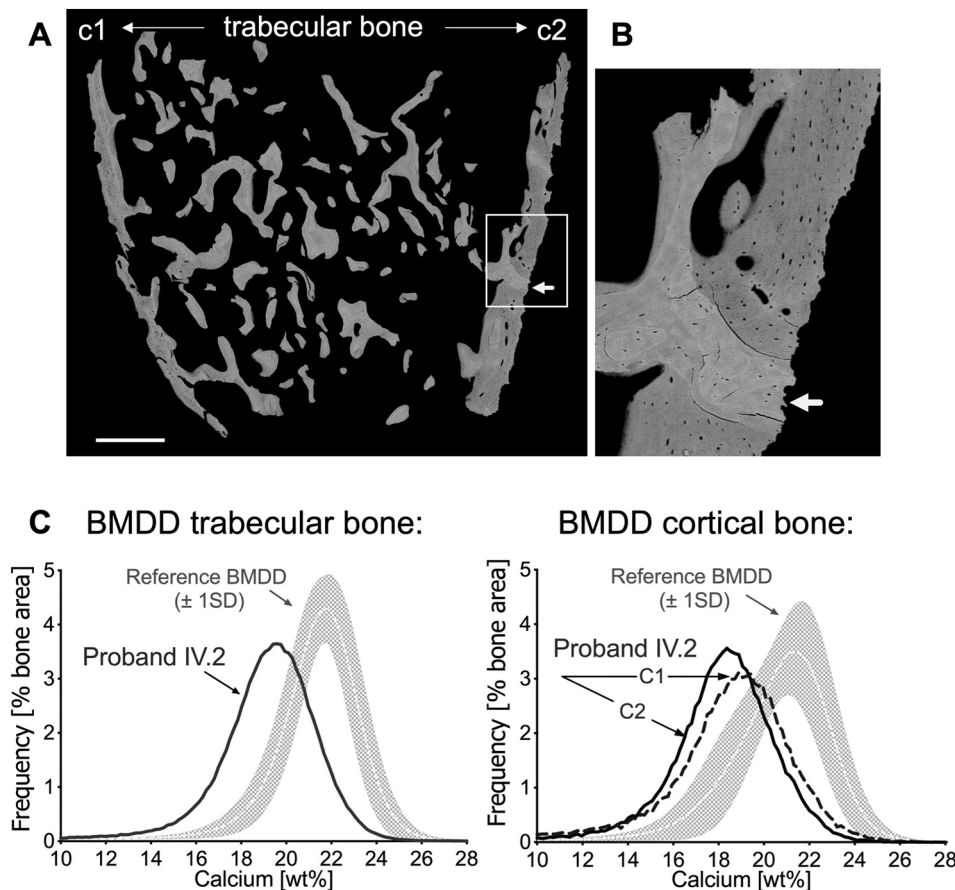 A
c1
trabecular bone
c2
B
C
BMDD trabecular bone:
Frequency [% bone area]
5
4
3
2
1
0
Reference BMDD
(± 1SD)
Proband IV.2
10 12 14 16 18 20 22 24 26 28
Calcium [wt%]
BMDD cortical bone:
Frequency [% bone area]
5
4
3
2
1
0
Reference BMDD
(± 1SD)
Proband IV.2
C1
C2
10 12 14 16 18 20 22 24 26 28
Calcium [wt%]